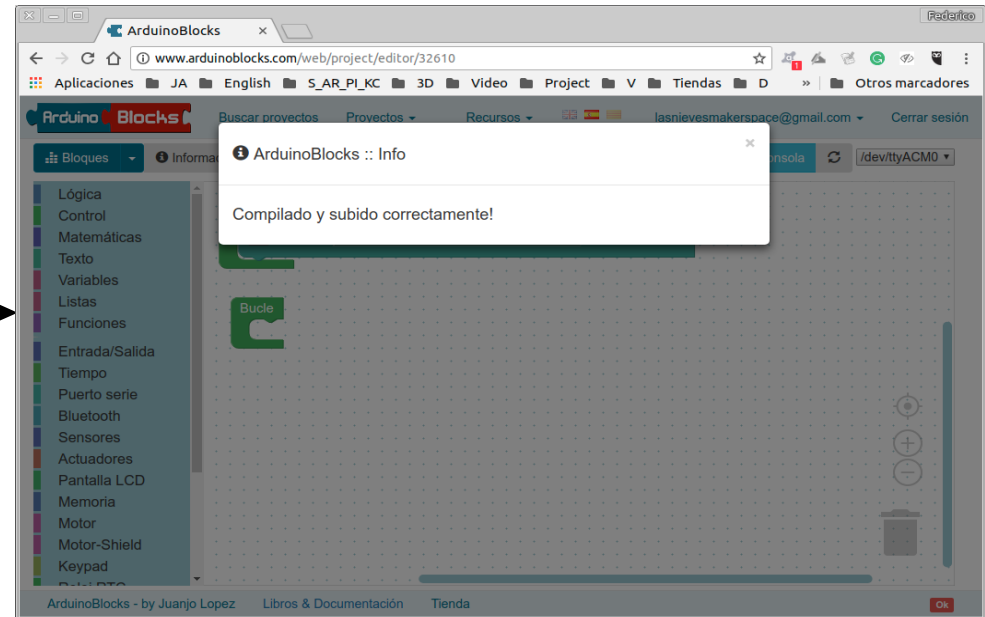 Federico
ArduinoBlocks ×
www.arduinoblocks.com/web/project/editor/32610
Aplicaciones JA English S_AR_PI_KC 3D Video Project V Tiendas D » Otros marcadores
Arduino Blocks Buscar proyectos Proyectos Recursos lasnievesmakerspace@gmail.com Cerrar sesión
ArduinoBlocks :: Info ×
Bloques /dev/ttyACM0
Compilado y subido correctamente!
Lógica
Control
Matemáticas
Texto
Variables
Listas
Funciones
Entrada/Salida
Tiempo
Puerto serie
Bluetooth
Sensores
Actuadores
Pantalla LCD
Memoria
Motor
Motor-Shield
Keypad
Bucle
ArduinoBlocks - by Juanjo Lopez Libros & Documentación Tienda Ok